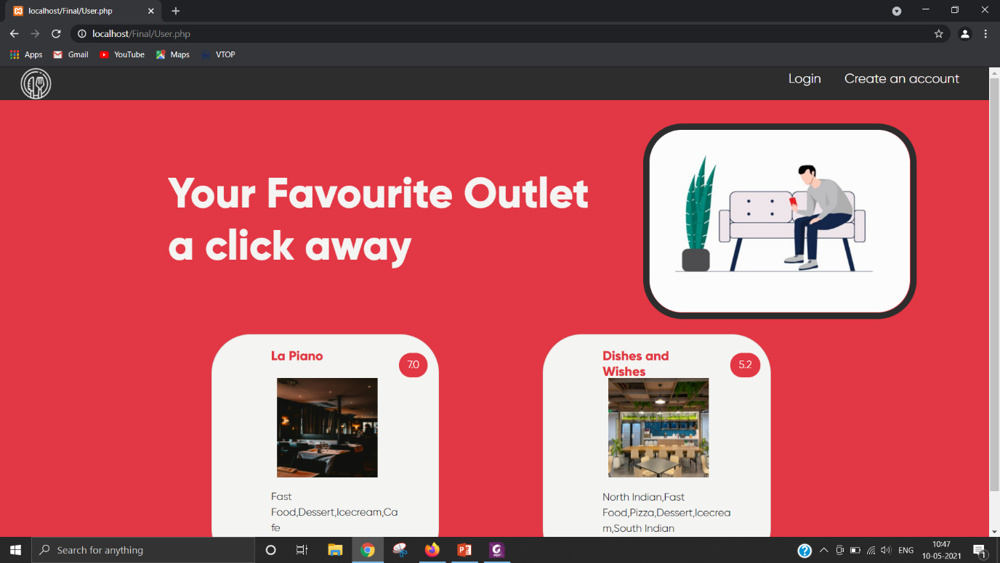 localhost/Final/User.php
localhost/Final/User.php
Apps Gmail YouTube Maps VTOP
Login Create an account
Your Favourite Outlet
a click away
La Piano
7.0
Fast
Food,Dessert,Icecream,Ca
fe
Dishes and
Wishes
5.2
North Indian,Fast
Food,Pizza,Dessert,Icecrea
m,South Indian
Search for anything
ENG
10:47
10-05-2021
1